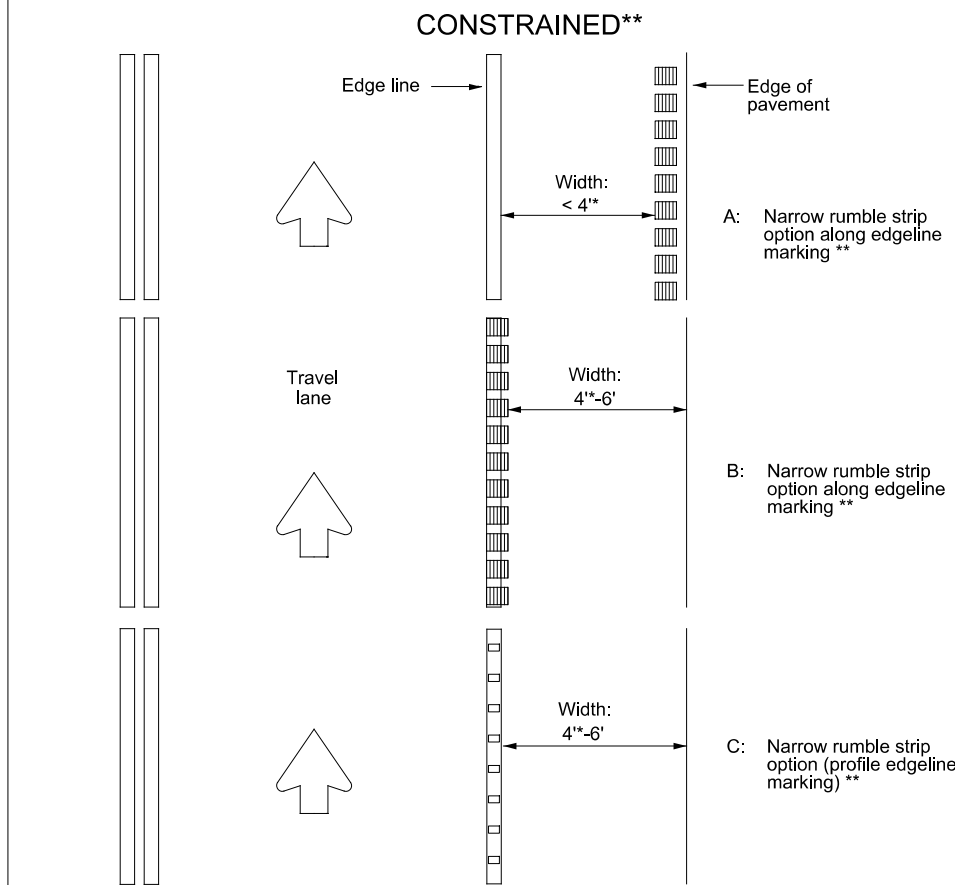 CONSTRAINED**
Edge line
Edge of
pavement
Width:
< 4'*
A: Narrow rumble strip
option along edgeline
marking **
Travel
lane
Width:
4'*-6'
B: Narrow rumble strip
option along edgeline
marking **
Width:
4'*-6'
C: Narrow rumble strip
option (profile edgeline
marking) **